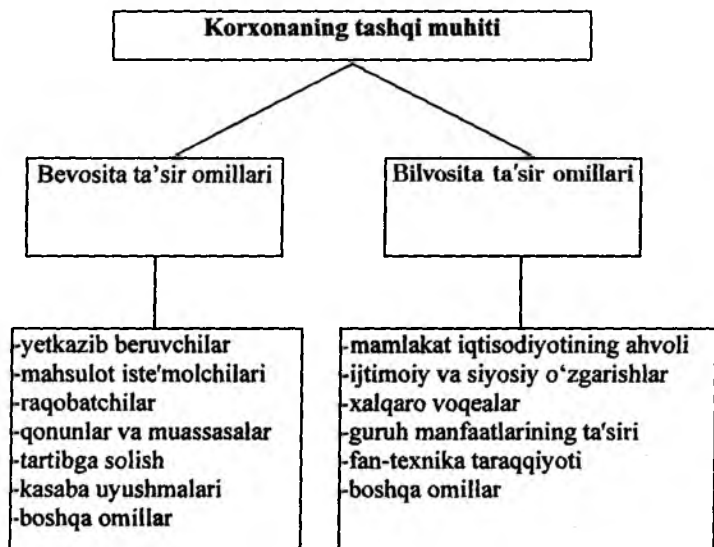 Korxonaning tashqi muhiti
Bevosita ta’sir omillari
Bilvosita ta'sir omillari
-yetkazib beruvchilar
-mahsulot iste'molchilari
-raqobatchilar
-qonunlar va muassasalar
-tartibga solish
-kasaba uyushmalari
-boshqa omillar
-mamlakat iqtisodiyotining ahvoli
-ijtimoiy va siyosiy o‘zgarishlar
-xalqaro voqealar
-guruh manfaatlarining ta'siri
-fan-texnika taraqqiyoti
-boshqa omillar